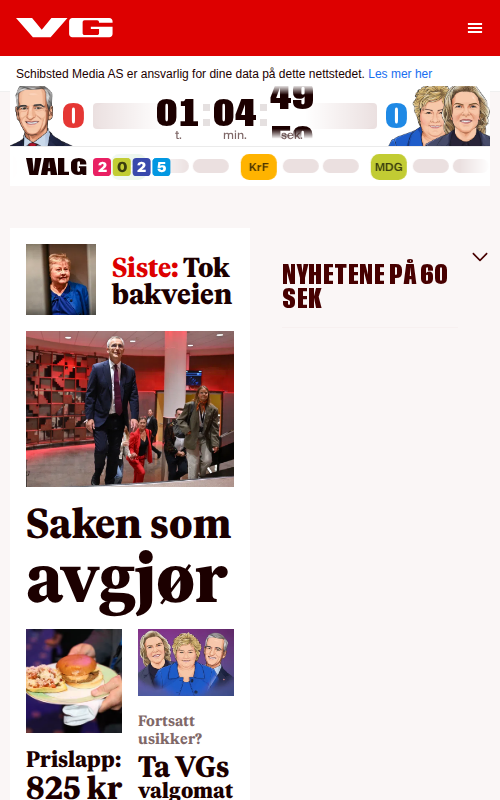 VG
Schibsted Media AS er ansvarlig for dine data på dette nettstedet. Les mer her
0 01 : 04 : 49 0
t. min. sek.
VALG 2025 KrF MDG
Siste: Tok
bakveien
NYHETENE PÅ 60
SEK
Saken som
avgjør
Fortsatt
usikker?
Prislapp:
825 kr
Ta VGs
valgomat